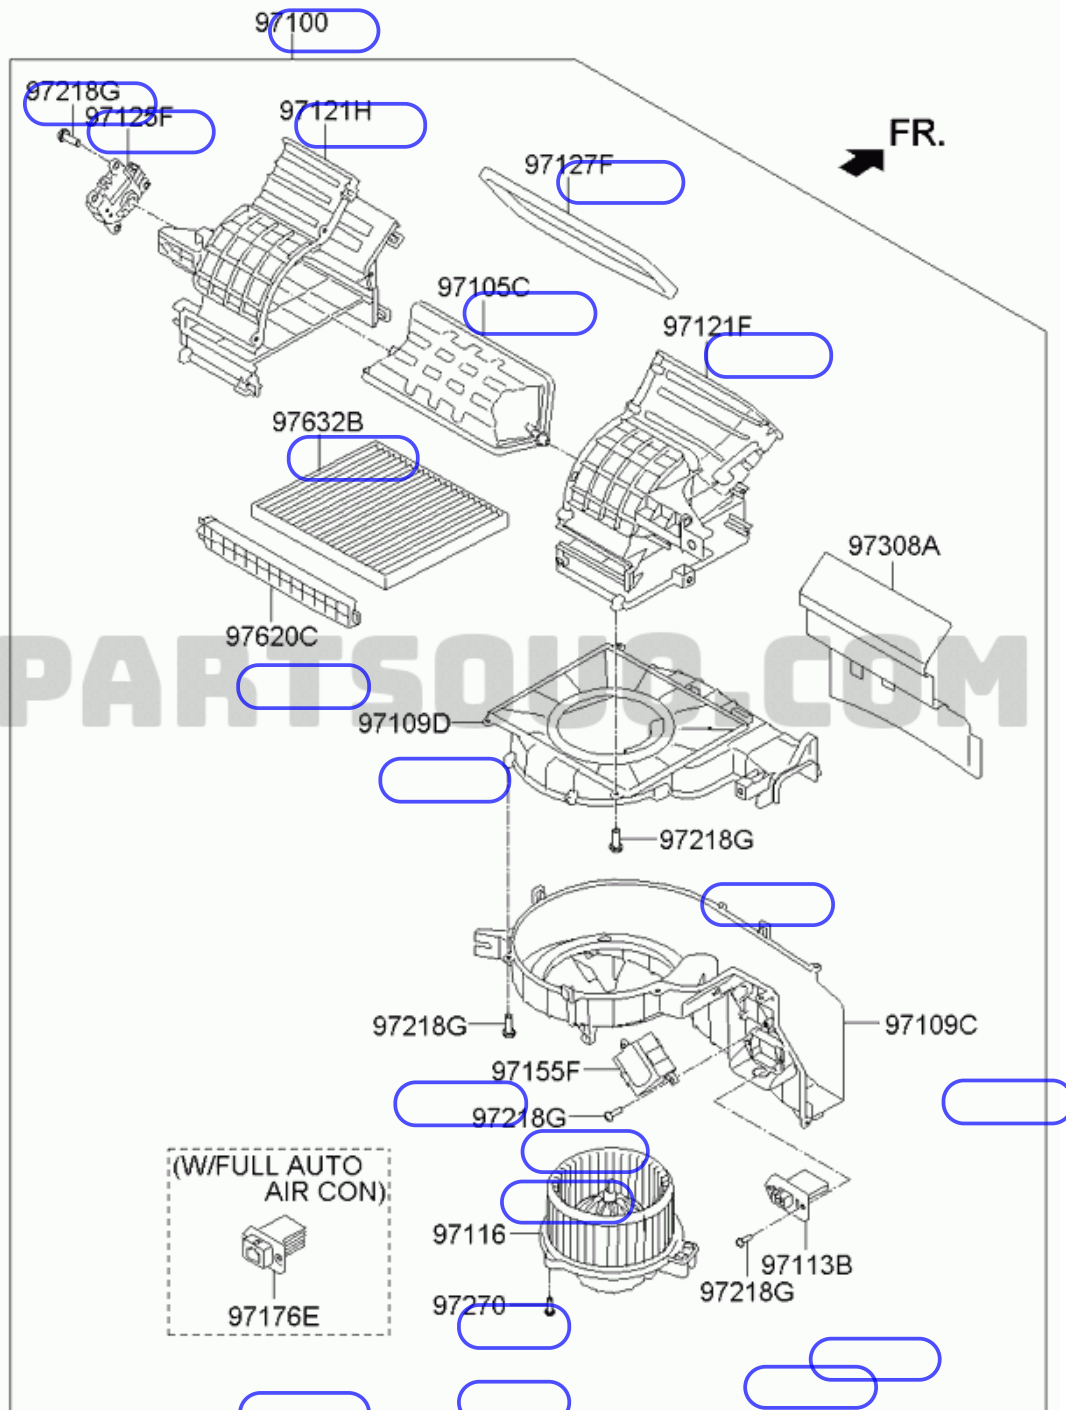 97100
97218G
97125F
97121H
FR.
97127F
97105C
97121F
97632B
97308A
97620C
PARTSOUQ.COM
97109D
97218G
97218G
97109C
97155F
97218G
(W/FULL AUTO
AIR CON)
97116
97113B
97218G
97176E
97270